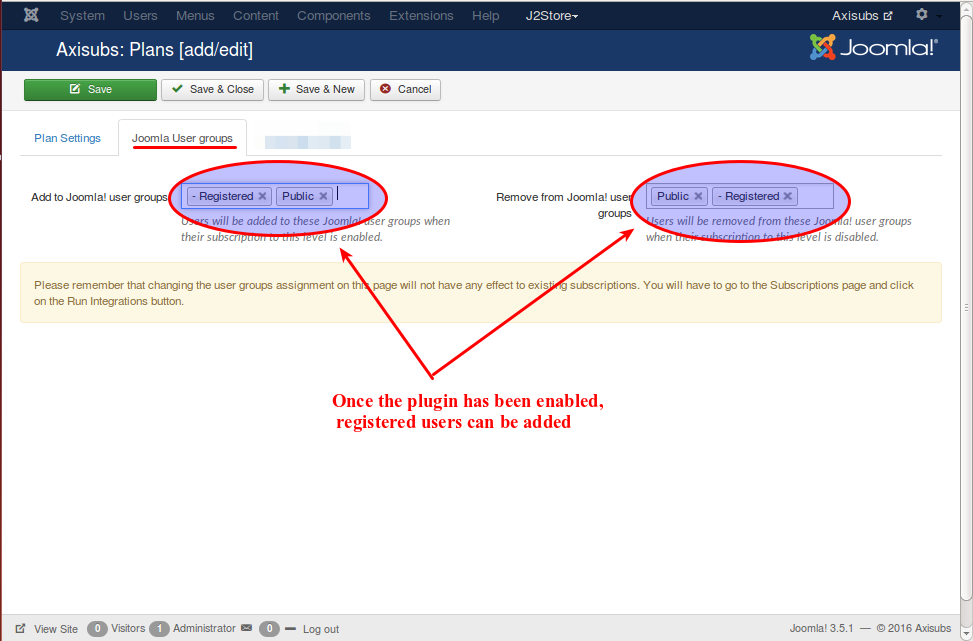 System Users Menus Content Components Extensions Help J2Store Axisubs
Axisubs: Plans [add/edit] Joomla!®
Save Save & Close Save & New Cancel
Plan Settings Joomla User groups
Add to Joomla! user groups - Registered Public Remove from Joomla! user Public - Registered
groups
Users will be added to these Joomla! user groups when Users will be removed from these Joomla! user groups
their subscription to this level is enabled. when their subscription to this level is disabled.
Please remember that changing the user groups assignment on this page will not have any effect to existing subscriptions. You will have to go to the Subscriptions page and click
on the Run Integrations button.
Once the plugin has been enabled,
registered users can be added
View Site 0 Visitors 1 Administrator 0 Log out Joomla! 3.5.1 — © 2016 Axisubs